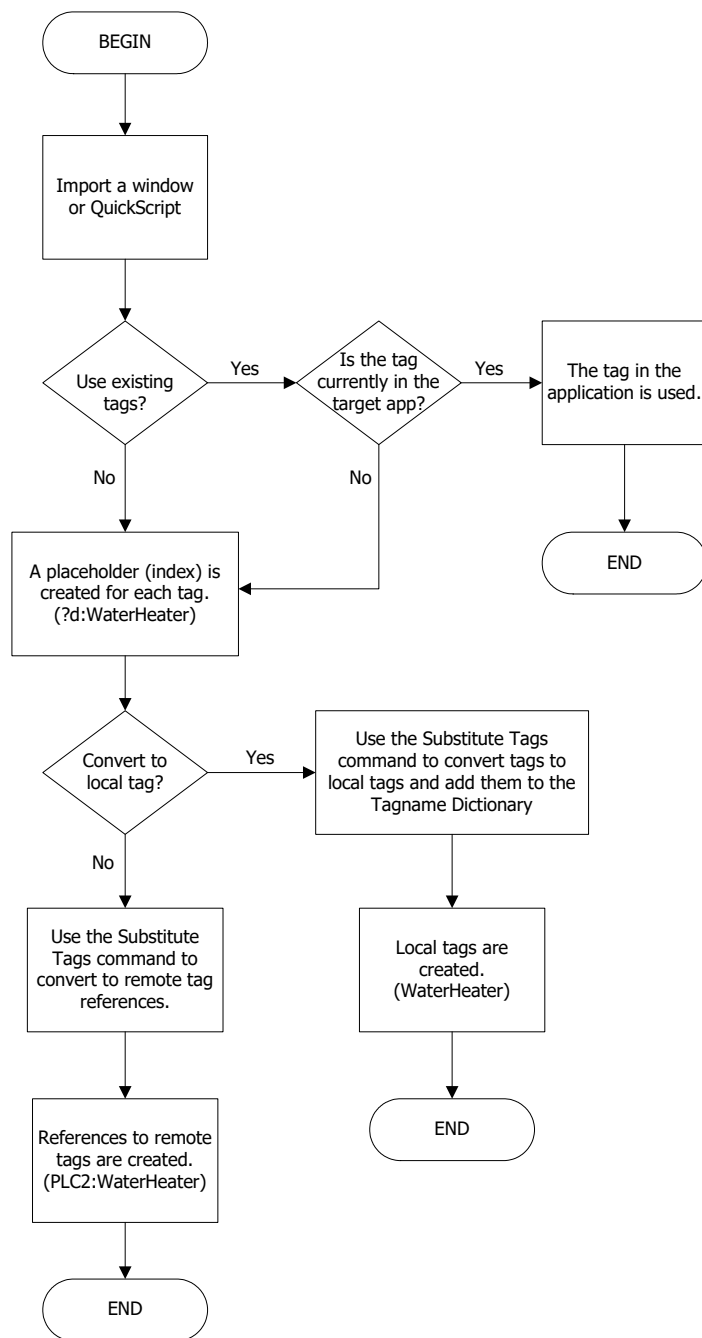 BEGIN
Import a window
or QuickScript
Use existing
tags?
Yes
Is the tag
currently in the
target app?
Yes
The tag in the
application is used.
No
No
END
A placeholder (index) is
created for each tag.
(?d:WaterHeater)
Convert to
local tag?
Yes
Use the Substitute Tags
command to convert tags to
local tags and add them to the
Tagname Dictionary
No
Use the Substitute
Tags command to
convert to remote tag
references.
Local tags are
created.
(WaterHeater)
References to remote
tags are created.
(PLC2:WaterHeater)
END
END